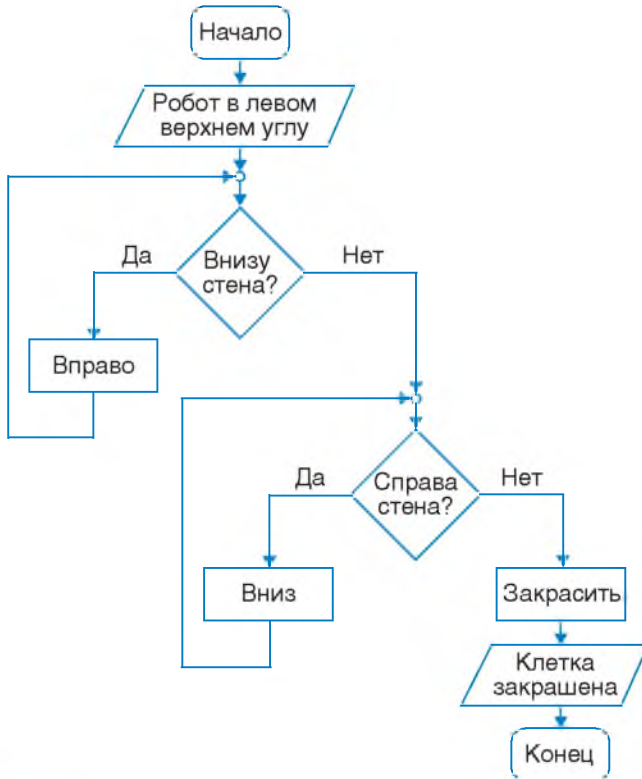 Начало
Робот в левом
верхнем углу
Да
Внизу
стена?
Нет
Вправо
Да
Справа
стена?
Нет
Вниз
Закрасить
Клетка
закрашена
Конец